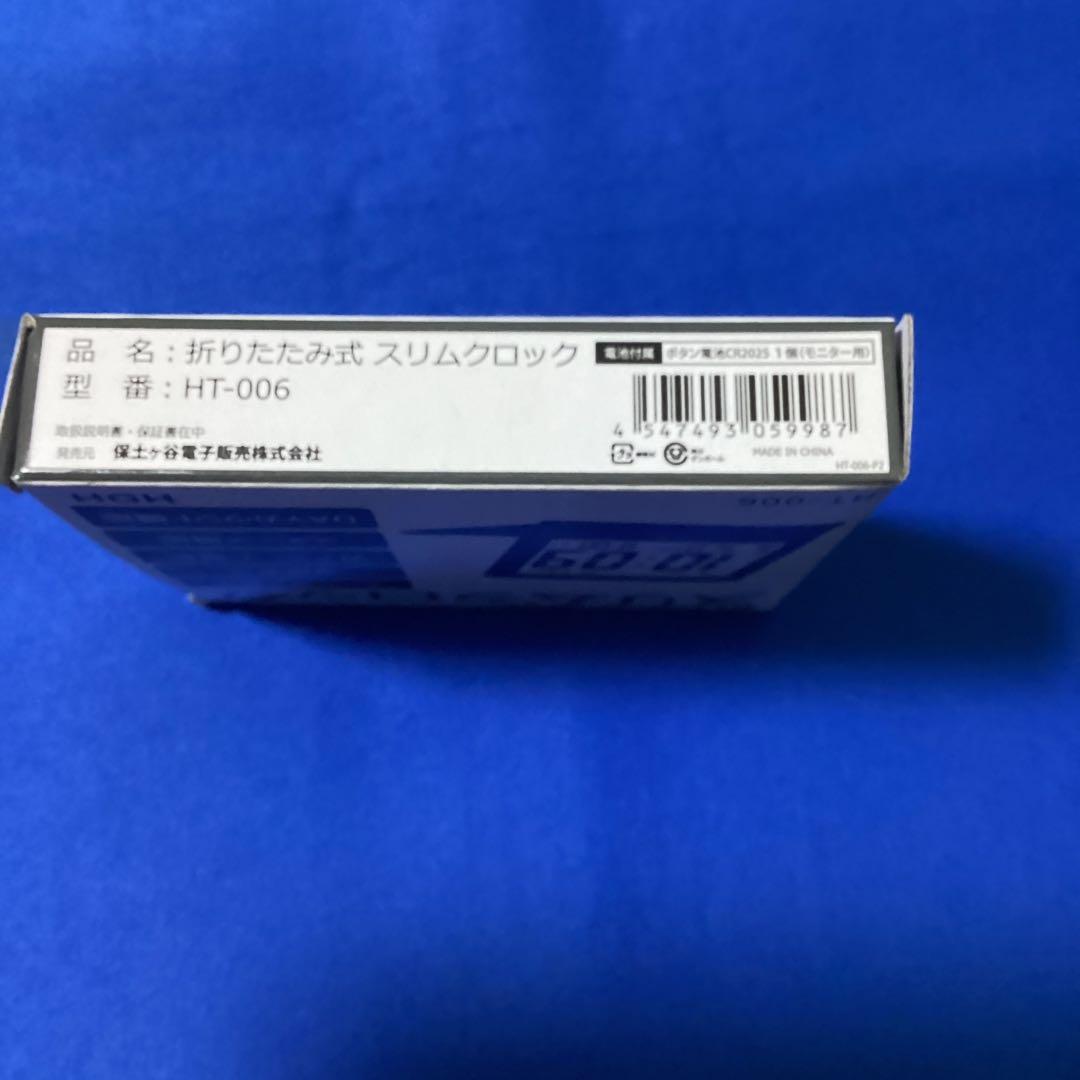 品 名：折りたたみ式 スリムクロック
電池付属 ボタン電池CR2025 1個(モニター用)
型 番：HT-006
4 547493 059987
取扱説明書・保証書在中
発売元 保土ヶ谷電子販売株式会社
MADE IN CHINA
HT-006-P2
HDH